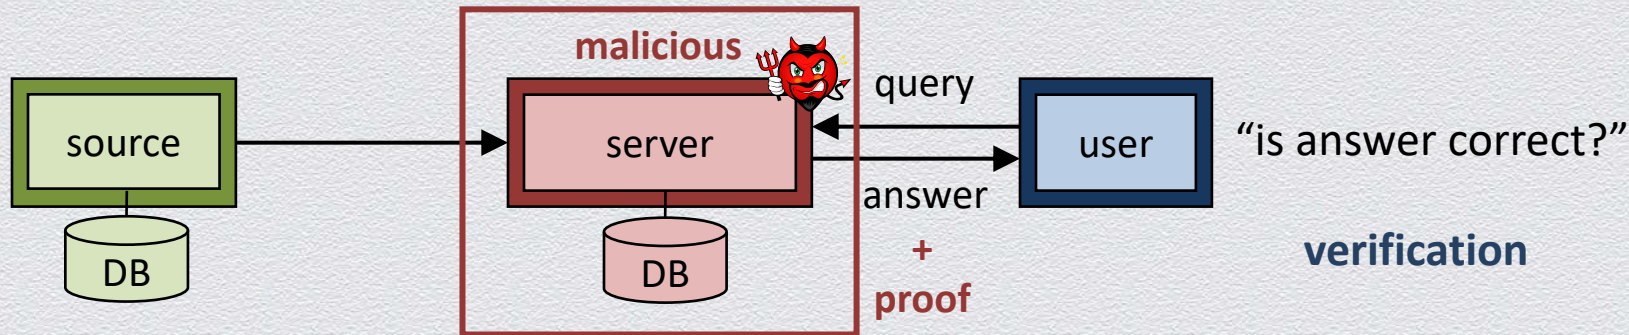 malicious
source
server
query
user
“is answer correct?”
answer
DB
DB
+
proof
verification